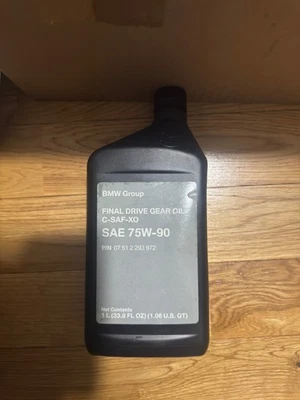 BMW Group
FINAL DRIVE GEAR OIL
C-SAF-XO
SAE 75W-90
P/N 07 51 2 293 972
Net Contents
1 L (33.8 FL OZ) (1.06 U.S. QT)